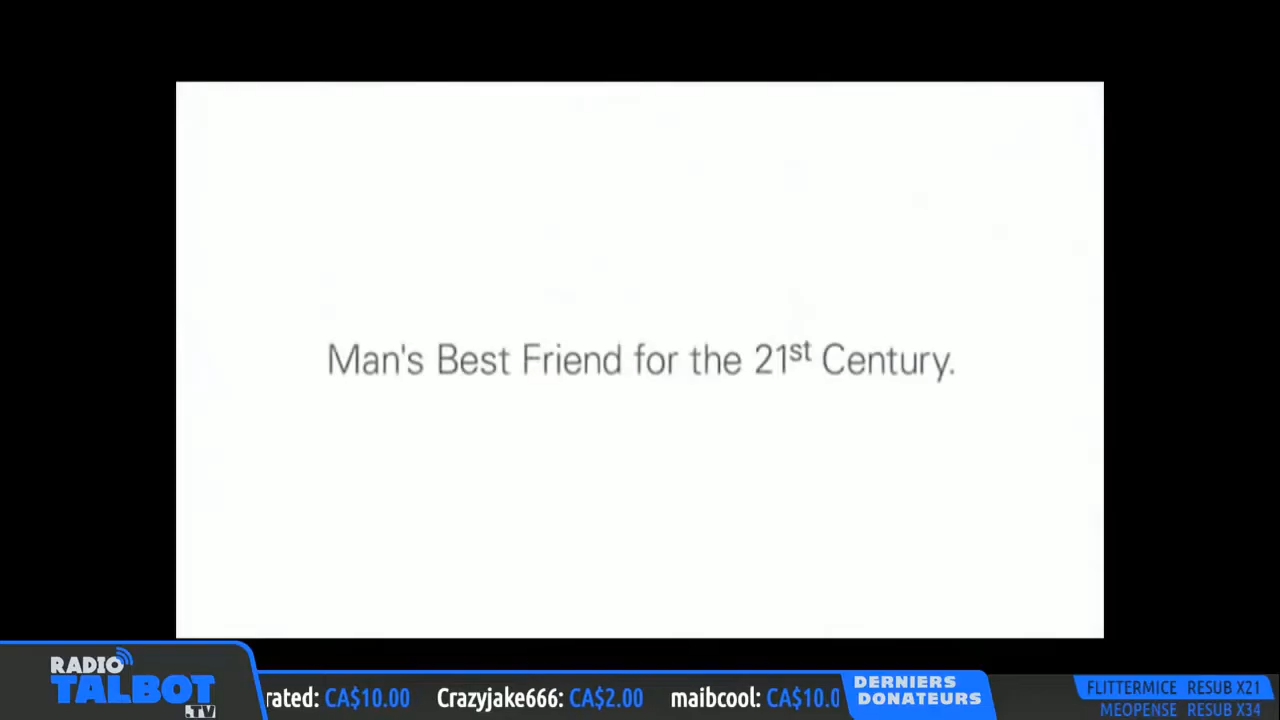 Man's Best Friend for the 21st Century.
RADIO
TALBOT
.TV
rated: CA$10.00 Crazyjake666: CA$2.00 maibcool: CA$10.0
DERNIERS
DONATEURS
FLITTERMICE RESUB X21
MEOPENSE RESUB X34